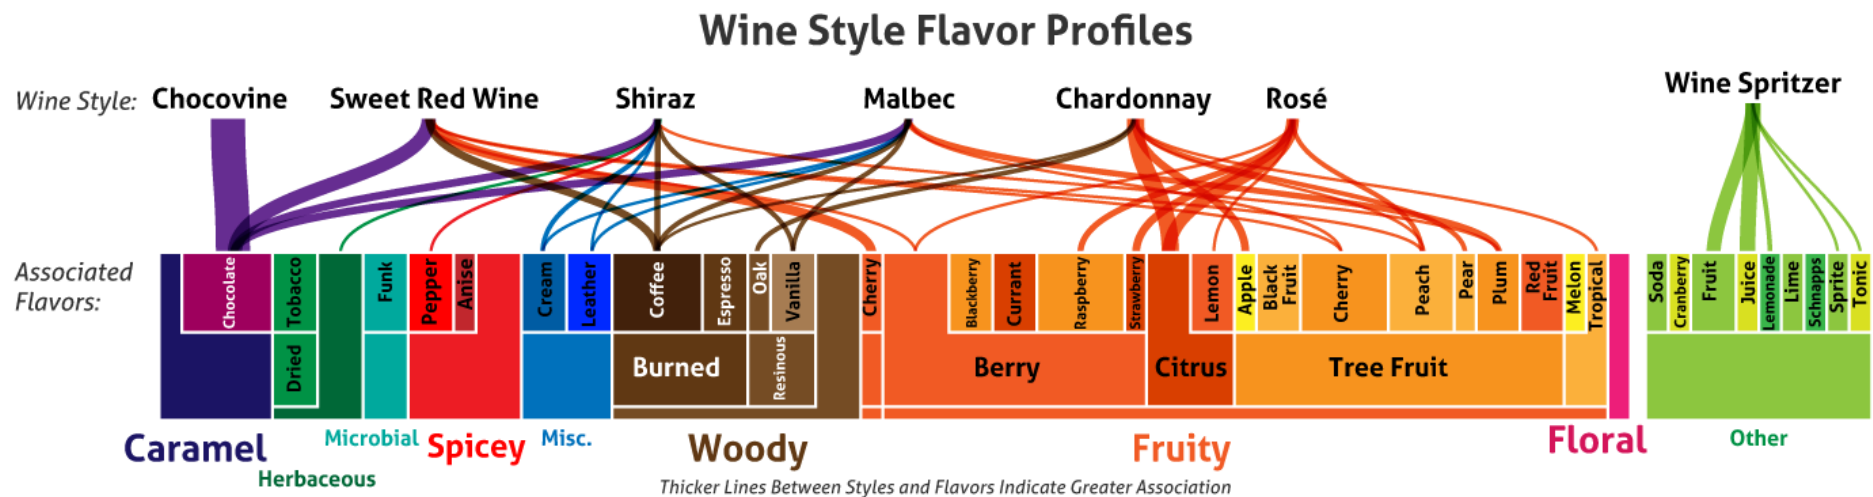 Wine Style Flavor Profiles
Wine Style:
Chocovine
Sweet Red Wine
Shiraz
Malbec
Chardonnay
Rosé
Wine Spritzer
Associated
Flavors:
Chocolate
Tobacco
Funk
Pepper
Anise
Cream
Leather
Coffee
Espresso
Oak
Vanilla
Cherry
Blackberry
Currant
Raspberry
Strawberry
Lemon
Apple
Black
Fruit
Cherry
Peach
Pear
Plum
Red
Fruit
Melon
Tropical
Soda
Cranberry
Fruit
Juice
Lemonade
Lime
Schnapps
Sprite
Tonic
Dried
Burned
Resinous
Berry
Citrus
Tree Fruit
Caramel
Herbaceous
Microbial
Spicey
Misc.
Woody
Fruity
Floral
Other
Thicker Lines Between Styles and Flavors Indicate Greater Association